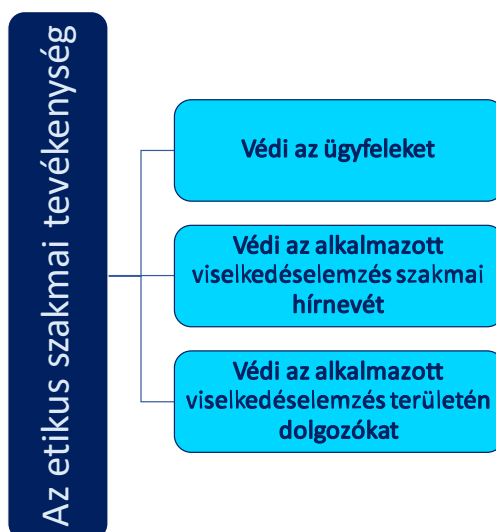 Az etikus szakmai tevékenység
Védi az ügyfeleket
Védi az alkalmazott
viselkedéselemzés szakmai
hírnevét
Védi az alkalmazott
viselkedéselemzés területén
dolgozókat